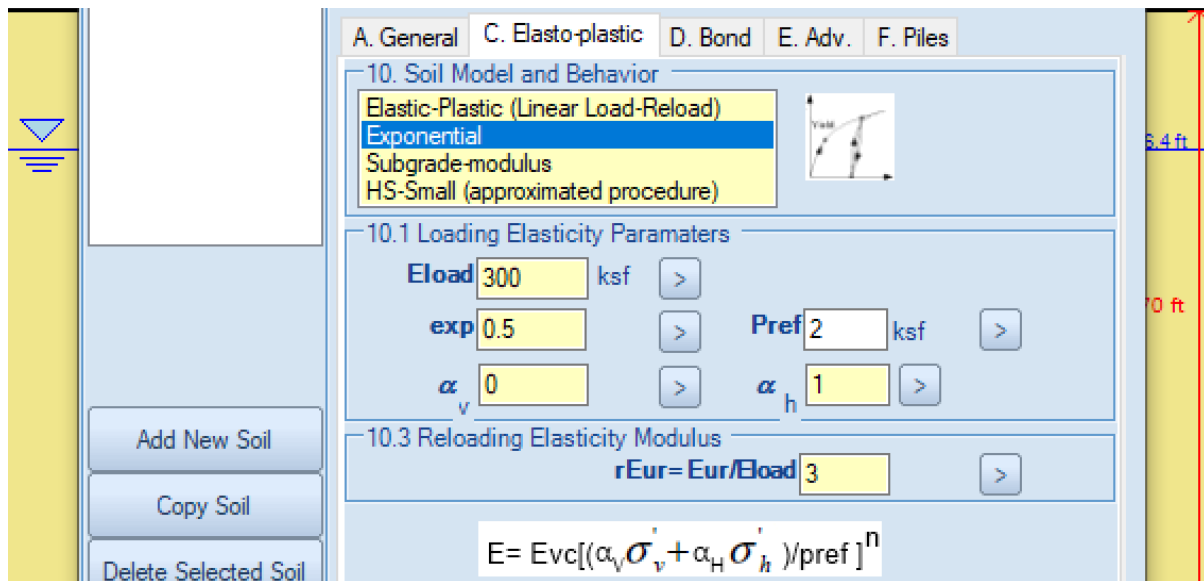 A. General C. Elasto-plastic D. Bond E. Adv. F. Piles
10. Soil Model and Behavior
Elastic-Plastic (Linear Load-Reload)
Exponential
Subgrade-modulus
HS-Small (approximated procedure)
Yield
6.4 ft
10.1 Loading Elasticity Paramaters
Eload 300 ksf >
70 ft
exp 0.5 > Pref 2 ksf >
α v 0 > α h 1 >
10.3 Reloading Elasticity Modulus
rEur= Eur/Eload 3 >
Add New Soil
Copy Soil
Delete Selected Soil
E= Evc[(αVσ'v+αHσ'h)/pref ]n